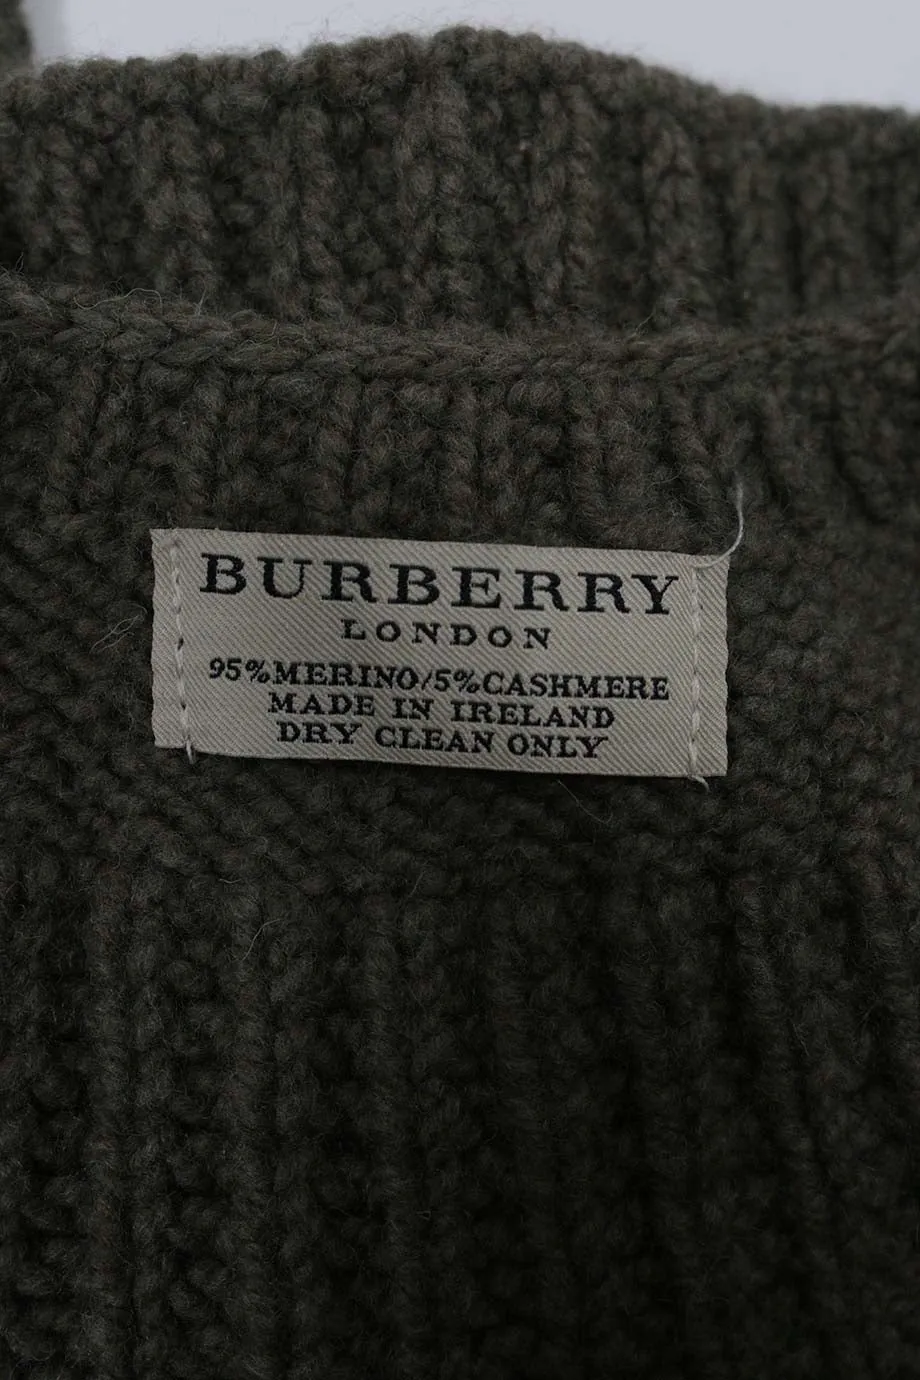 BURBERRY
LONDON
95%MERINO/5%CASHMERE
MADE IN IRELAND
DRY CLEAN ONLY